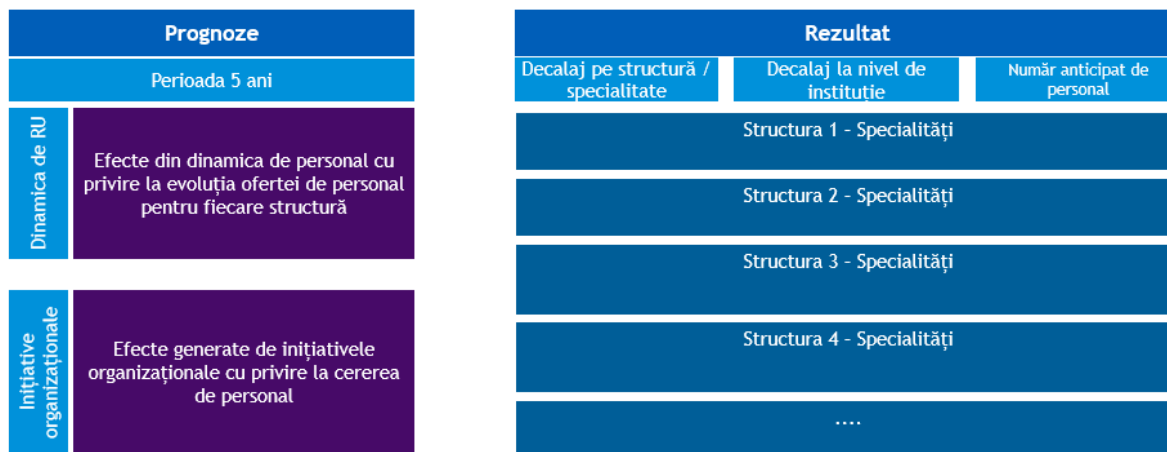 Prognoze
Perioada 5 ani
Dinamica de RU
Efecte din dinamica de personal cu
privire la evoluția ofertei de personal
pentru fiecare structură
Inițiative
organizaționale
Efecte generate de inițiativele
organizaționale cu privire la cererea
de personal
Rezultat
Decalaj pe structură /
specialitate
Decalaj la nivel de
instituție
Număr anticipat de
personal
Structura 1 – Specialități
Structura 2 – Specialități
Structura 3 – Specialități
Structura 4 – Specialități
....